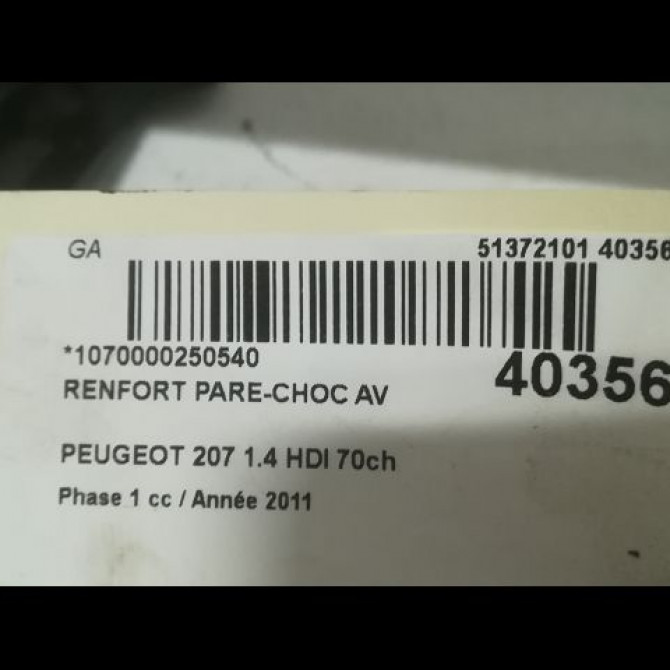 GA 51372101 40356
*1070000250540 40356
RENFORT PARE-CHOC AV
PEUGEOT 207 1.4 HDI 70ch
Phase 1 cc / Année 2011